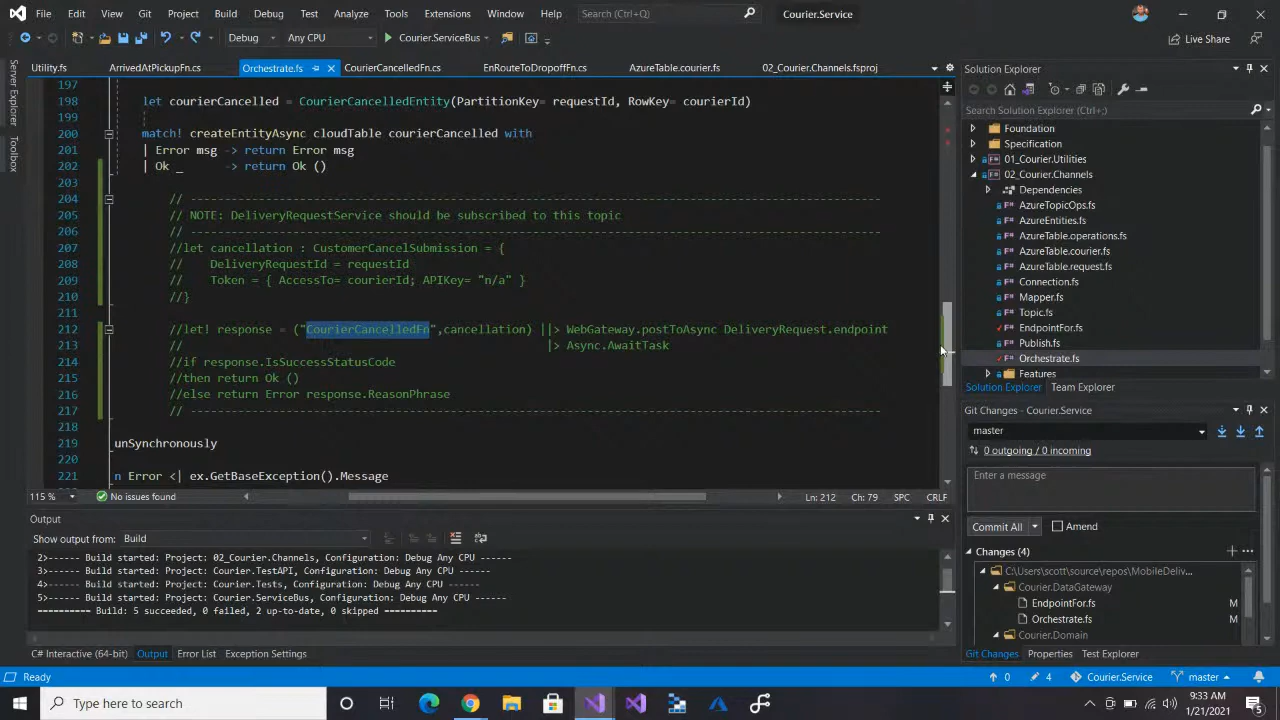 File Edit View Git Project Build Debug Test Analyze Tools Extensions Window Help Search (Ctrl+Q) Courier.Service
Debug Any CPU Courier.ServiceBus Live Share
Utility.fs ArrivedAtPickupFn.cs Orchestrate.fs CourierCancelledFn.cs EnRouteToDropoffFn.cs AzureTable.courier.fs 02_Courier.Channels.fsproj
Server Explorer
Toolbox
197
198 let courierCancelled = CourierCancelledEntity(PartitionKey= requestId, RowKey= courierId)
199
200 match! createEntityAsync cloudTable courierCancelled with
201 | Error msg -> return Error msg
202 | Ok _ -> return Ok ()
203
204 // --------------------------------------------------------------------------------------------
205 // NOTE: DeliveryRequestService should be subscribed to this topic
206 // --------------------------------------------------------------------------------------------
207 //let cancellation : CustomerCancelSubmission = {
208 // DeliveryRequestId = requestId
209 // Token = { AccessTo= courierId; APIKey= "n/a" }
210 //}
211
212 //let! response = ("CourierCancelledFn",cancellation) ||> WebGateway.postToAsync DeliveryRequest.endpoint
213 // |> Async.AwaitTask
214 //if response.IsSuccessStatusCode
215 //then return Ok ()
216 //else return Error response.ReasonPhrase
217 // --------------------------------------------------------------------------------------------
218
219 unSynchronously
220
221 n Error <| ex.GetBaseException().Message
115 % No issues found Ln: 212 Ch: 79 SPC CRLF
Output
Show output from: Build
2>------ Build started: Project: 02_Courier.Channels, Configuration: Debug Any CPU ------
3>------ Build started: Project: Courier.TestAPI, Configuration: Debug Any CPU ------
4>------ Build started: Project: Courier.Tests, Configuration: Debug Any CPU ------
5>------ Build started: Project: Courier.ServiceBus, Configuration: Debug Any CPU ------
========== Build: 5 succeeded, 0 failed, 2 up-to-date, 0 skipped ==========
C# Interactive (64-bit) Output Error List Exception Settings
Solution Explorer
Search Solution Explorer (Ctrl+;)
Foundation
Specification
01_Courier.Utilities
02_Courier.Channels
Dependencies
F# AzureTopicOps.fs
F# AzureEntities.fs
F# AzureTable.operations.fs
F# AzureTable.courier.fs
F# AzureTable.request.fs
F# Connection.fs
F# Mapper.fs
F# Topic.fs
F# EndpointFor.fs
F# Publish.fs
F# Orchestrate.fs
Features
Solution Explorer Team Explorer
Git Changes - Courier.Service
master
0 outgoing / 0 incoming
Enter a message
Commit All Amend
Changes (4)
C:\Users\scott\source\repos\MobileDeliv...
Courier.DataGateway
EndpointFor.fs M
Orchestrate.fs M
Courier.Domain
Git Changes Properties Test Explorer
Ready 0 4 Courier.Service master
Type here to search
9:33 AM
1/21/2021